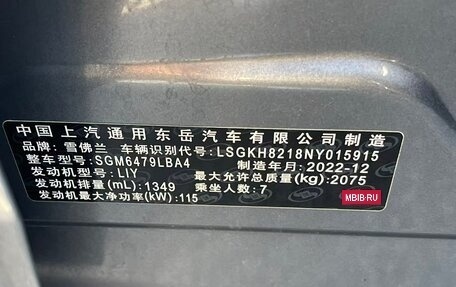 中国上汽通用东岳汽车有限公司制造
品牌: 雪佛兰 车辆识别代号: LSGKH8218NY015915
整车型号: SGM6479LBA4 制造年月: 2022-12
发动机型号: LIY 最大允许总质量(kg): 2075
发动机排量(mL): 1349 乘坐人数: 7
发动机最大净功率(kW): 115
MBIB.RU